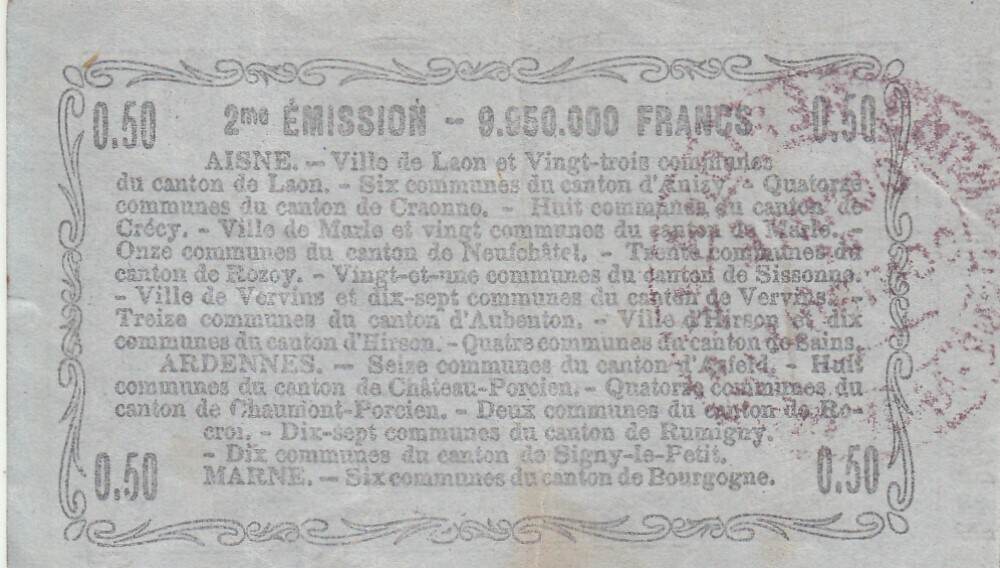 0.50 2me ÉMISSION – 9.950.000 FRANCS 0.50
AISNE. – Ville de Laon et Vingt-trois communes
du canton de Laon. – Six communes du canton d'Anizy. – Quatorze
communes du canton de Craonne. – Huit communes du canton de
Crécy. – Ville de Marle et vingt communes du canton de Marle. –
Onze communes du canton de Neufchâtel. – Trente communes du
canton de Rozoy. – Vingt-et-une communes du canton de Sissonne.
– Ville de Vervins et dix-sept communes du canton de Vervins. –
Treize communes du canton d'Aubenton. – Ville d'Hirson et dix
communes du canton d'Hirson. – Quatre communes du canton de Sains.
ARDENNES. – Seize communes du canton d'Asfeld. – Huit
communes du canton de Château-Porcien. – Quatorze communes du
canton de Chaumont-Porcien. – Deux communes du canton de Ro-
croi. – Dix-sept communes du canton de Rumigny.
– Dix communes du canton de Signy-le-Petit.
MARNE. – Six communes du canton de Bourgogne.
0.50 0.50